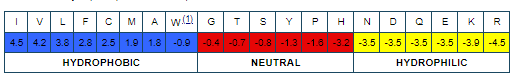 I V L F C M A W(1) G T S Y P H N D Q E K R
4.5 4.2 3.8 2.8 2.5 1.9 1.8 -0.9 -0.4 -0.7 -0.8 -1.3 -1.6 -3.2 -3.5 -3.5 -3.5 -3.5 -3.9 -4.5
HYDROPHOBIC NEUTRAL HYDROPHILIC